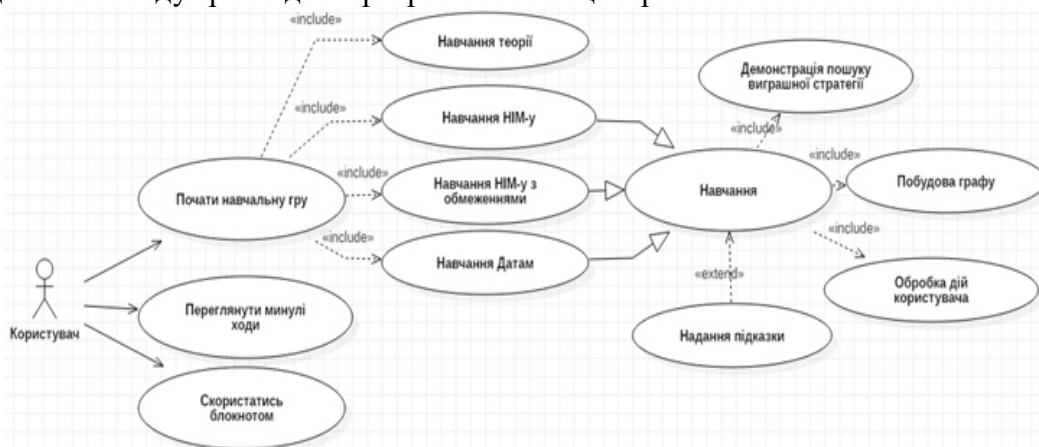 «include»
Навчання теорії
Демонстрація пошуку
виграшної стратегії
«include»
Навчання НІМ-у
«include»
«include»
Навчання НІМ-у з
обмеженнями
«include»
Почати навчальну гру
Навчання
Побудова графу
«include»
«include»
Навчання Датам
Обробка дій
користувача
«extend»
Користувач
Переглянути минулі
ходи
Надання підказки
Скористатись
блокнотом